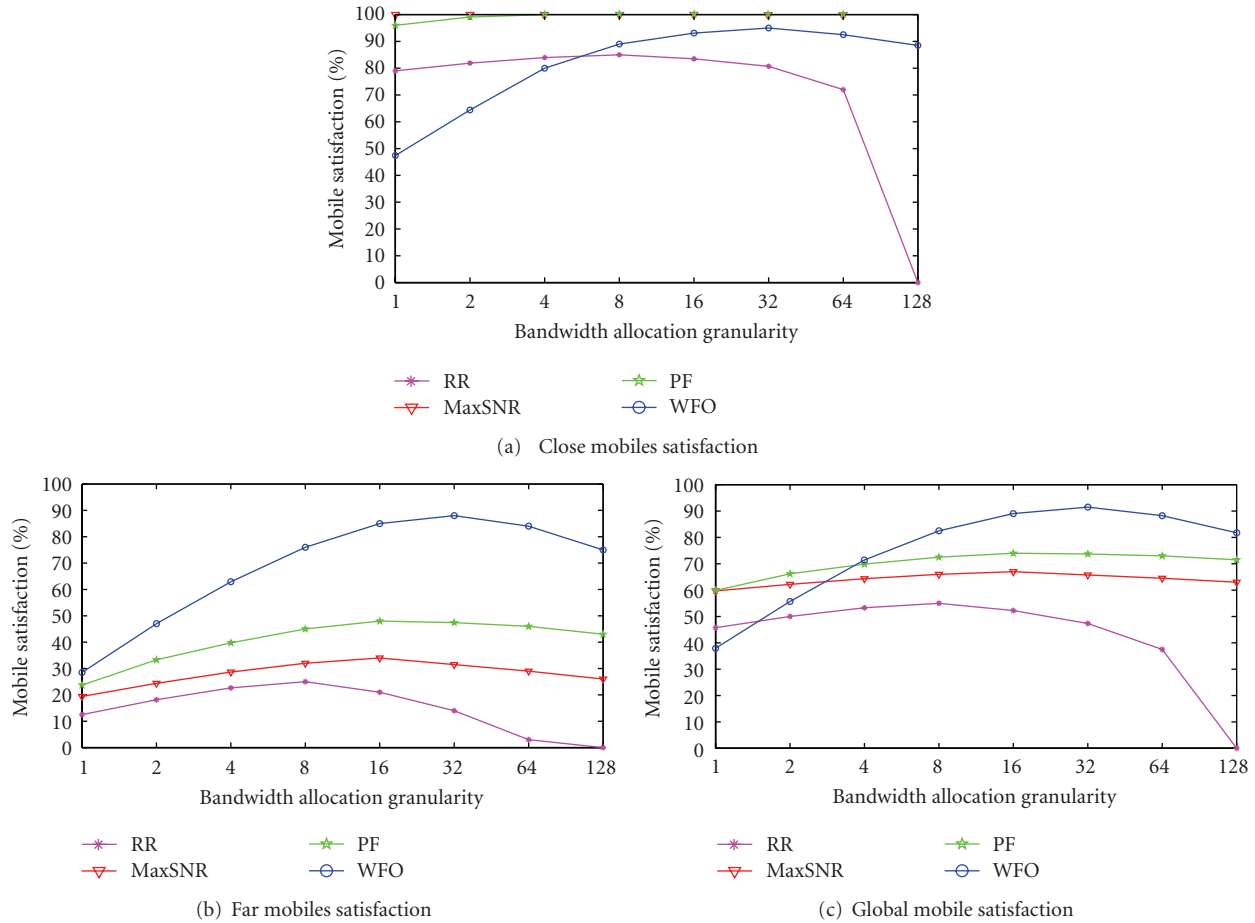 100
90
80
70
60
50
40
30
20
10
0
Mobile satisfaction (%)
1 2 4 8 16 32 64 128
Bandwidth allocation granularity
RR PF
MaxSNR WFO
(a) Close mobiles satisfaction
100
90
80
70
60
50
40
30
20
10
0
Mobile satisfaction (%)
1 2 4 8 16 32 64 128
Bandwidth allocation granularity
RR PF
MaxSNR WFO
(b) Far mobiles satisfaction
100
90
80
70
60
50
40
30
20
10
0
Mobile satisfaction (%)
1 2 4 8 16 32 64 128
Bandwidth allocation granularity
RR PF
MaxSNR WFO
(c) Global mobile satisfaction